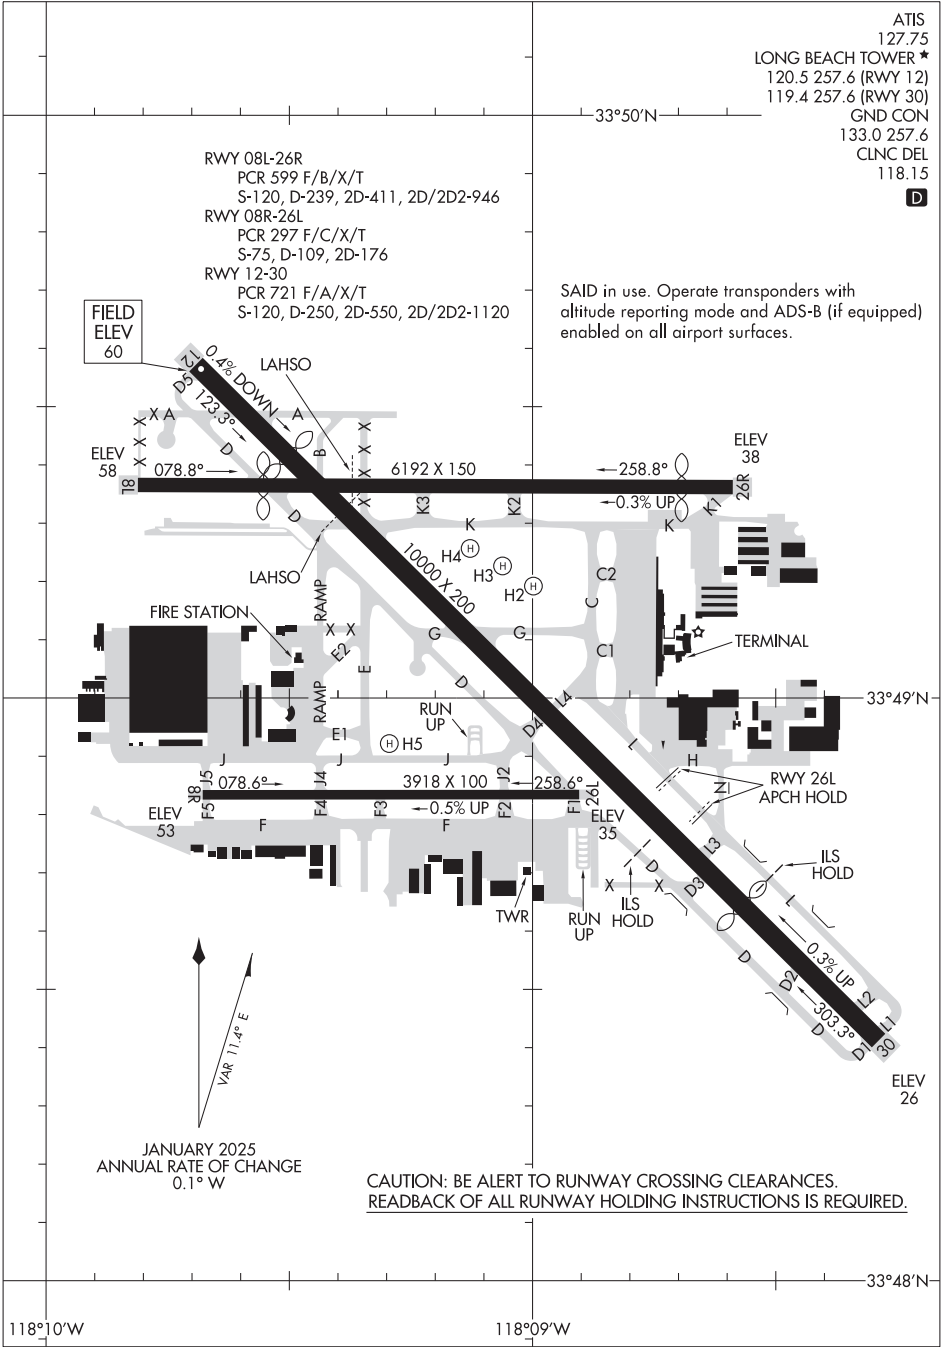 ATIS
127.75
LONG BEACH TOWER ★
120.5 257.6 (RWY 12)
119.4 257.6 (RWY 30)
GND CON
133.0 257.6
CLNC DEL
118.15
D
33°50'N
RWY 08L-26R
PCR 599 F/B/X/T
S-120, D-239, 2D-411, 2D/2D2-946
RWY 08R-26L
PCR 297 F/C/X/T
S-75, D-109, 2D-176
RWY 12-30
PCR 721 F/A/X/T
S-120, D-250, 2D-550, 2D/2D2-1120
SAID in use. Operate transponders with
altitude reporting mode and ADS-B (if equipped)
enabled on all airport surfaces.
FIELD
ELEV
60
12
0.4% DOWN
LAHSO
D5
123.3°
X A
A
X
X
X
X
X
X
X
D
B
ELEV
58
078.8°
6192 X 150
258.8°
ELEV
38
8L
26R
0.3% UP
K3
K2
K1
D
K
K
LAHSO
10000 X 200
H4 H
H3 H
H2 H
C2
C
C1
RAMP
FIRE STATION
X X
E2
E
G
G
TERMINAL
D
RAMP
33°49'N
RUN
UP
L4
D4
E1
H H5
L
J
J
J
H
RWY 26L
APCH HOLD
N
J5
078.6°
J4
3918 X 100
J2
258.6°
8R
26L
ELEV
53
F5
F4
F3
0.5% UP
F2
F1
ELEV
35
F
F
L3
D
ILS
HOLD
X
X
D3
TWR
RUN
UP
ILS
HOLD
L
D
0.3% UP
D2
303.3°
L2
L1
D
D1
30
ELEV
26
VAR 11.4° E
JANUARY 2025
ANNUAL RATE OF CHANGE
0.1° W
CAUTION: BE ALERT TO RUNWAY CROSSING CLEARANCES.
READBACK OF ALL RUNWAY HOLDING INSTRUCTIONS IS REQUIRED.
33°48'N
118°10'W
118°09'W